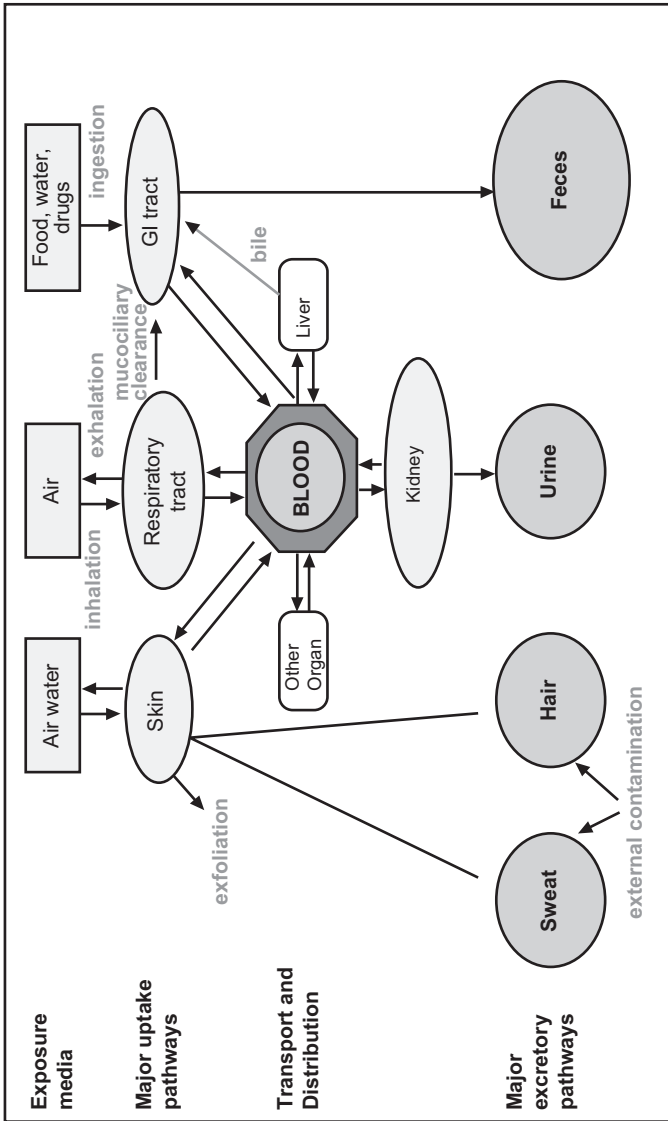 Exposure
media
Air water
Air
Food, water,
drugs
inhalation
exhalation
ingestion
Major uptake
pathways
Skin
Respiratory
tract
mucociliary
clearance
GI tract
exfoliation
bile
Transport and
Distribution
Other
Organ
BLOOD
Liver
Kidney
Major
excretory
pathways
Sweat
Hair
Urine
Feces
external contamination